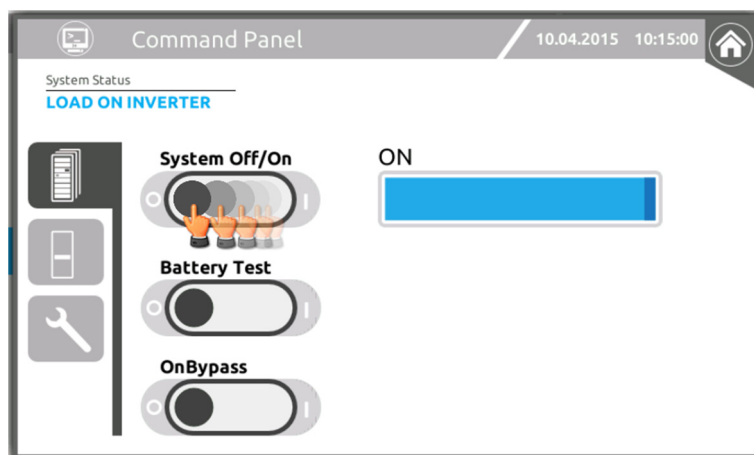 Command Panel
10.04.2015 10:15:00
System Status
LOAD ON INVERTER
System Off/On
ON
Battery Test
OnBypass